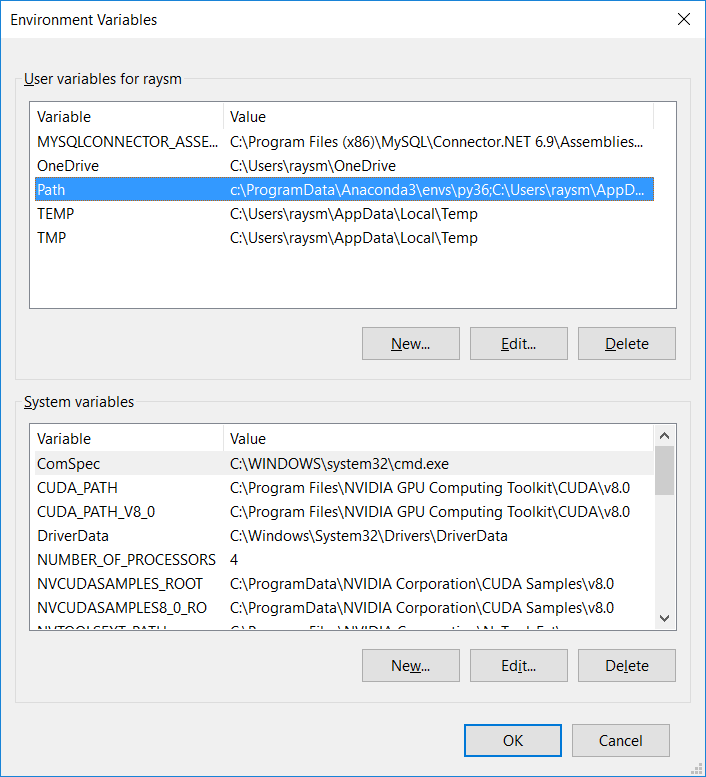 Environment Variables
User variables for raysm
Variable Value
MYSQLCONNECTOR_ASSE... C:\Program Files (x86)\MySQL\Connector.NET 6.9\Assemblies...
OneDrive C:\Users\raysm\OneDrive
Path c:\ProgramData\Anaconda3\envs\py36;C:\Users\raysm\AppD...
TEMP C:\Users\raysm\AppData\Local\Temp
TMP C:\Users\raysm\AppData\Local\Temp
New... Edit... Delete
System variables
Variable Value
ComSpec C:\WINDOWS\system32\cmd.exe
CUDA_PATH C:\Program Files\NVIDIA GPU Computing Toolkit\CUDA\v8.0
CUDA_PATH_V8_0 C:\Program Files\NVIDIA GPU Computing Toolkit\CUDA\v8.0
DriverData C:\Windows\System32\Drivers\DriverData
NUMBER_OF_PROCESSORS 4
NVCUDASAMPLES_ROOT C:\ProgramData\NVIDIA Corporation\CUDA Samples\v8.0
NVCUDASAMPLES8_0_RO C:\ProgramData\NVIDIA Corporation\CUDA Samples\v8.0
New... Edit... Delete
OK Cancel